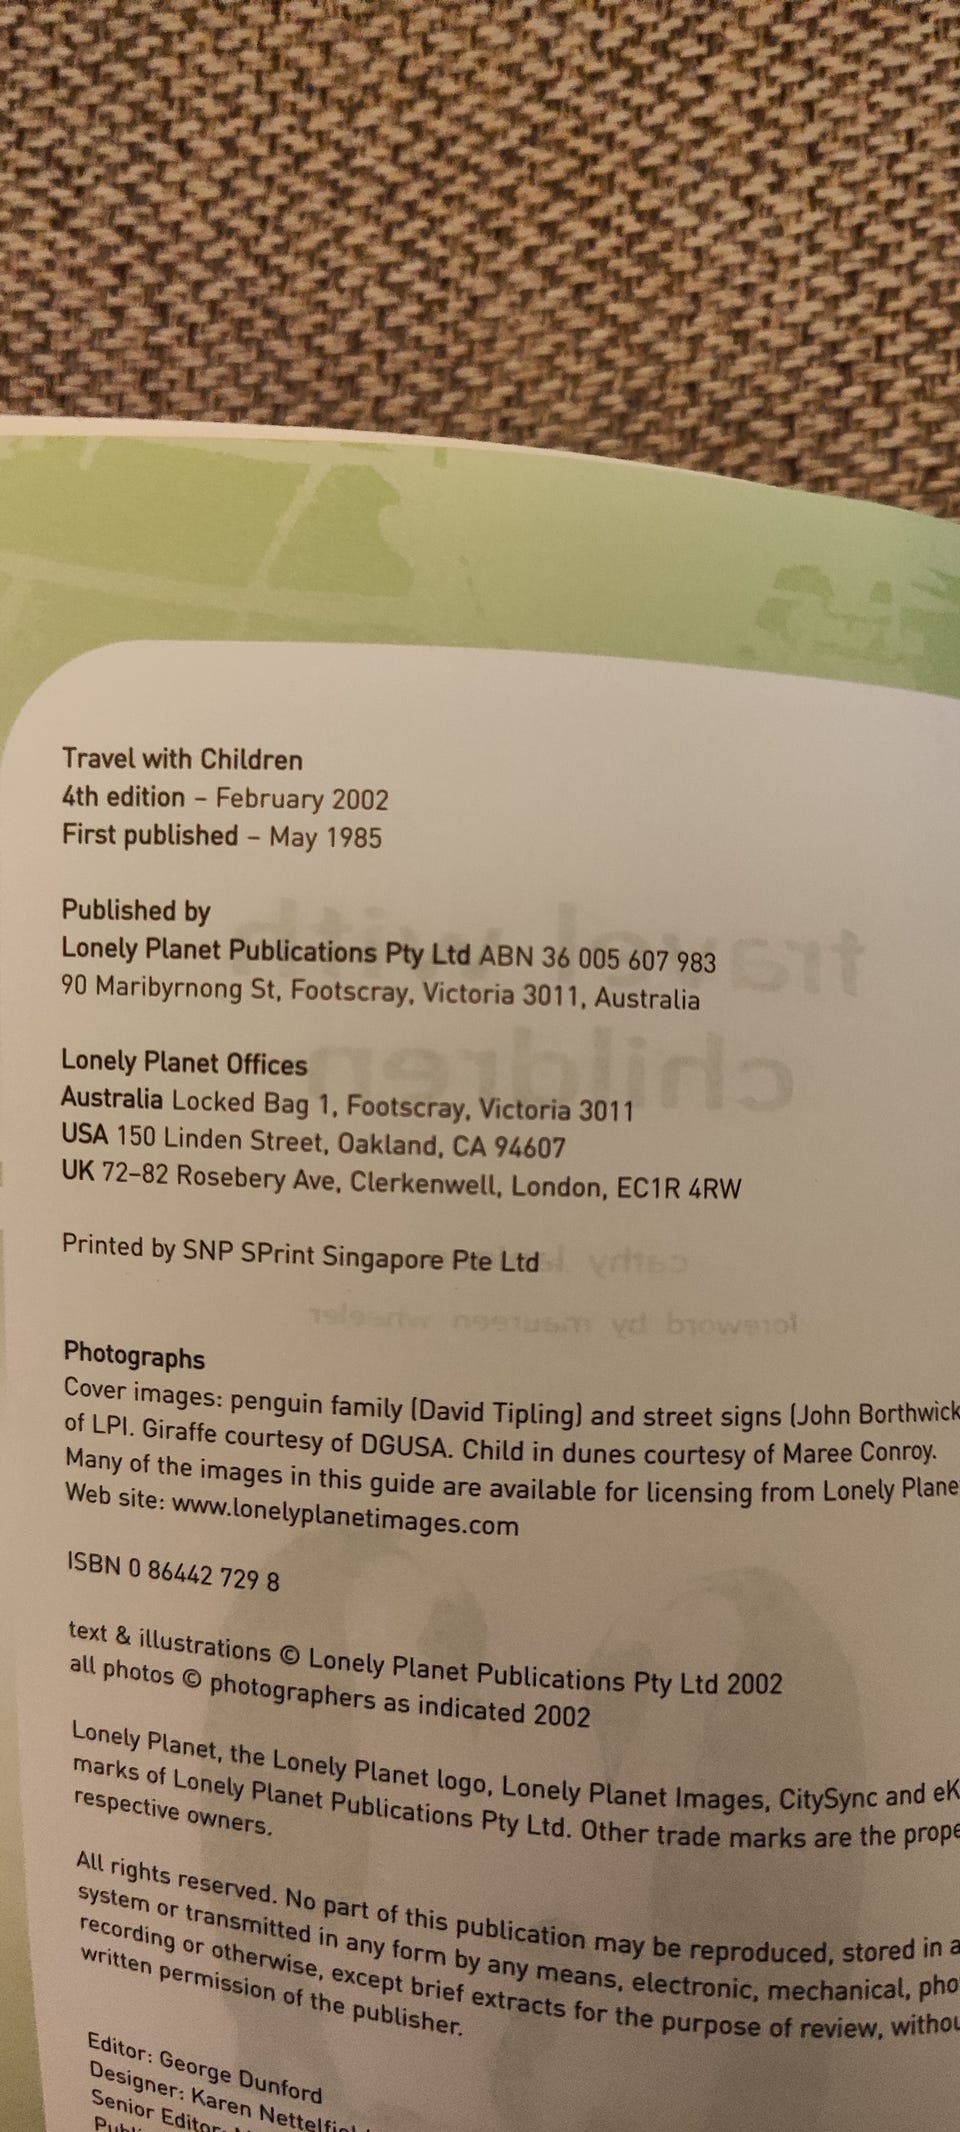 Travel with Children
4th edition – February 2002
First published – May 1985
Published by
Lonely Planet Publications Pty Ltd ABN 36 005 607 983
90 Maribyrnong St, Footscray, Victoria 3011, Australia
Lonely Planet Offices
Australia Locked Bag 1, Footscray, Victoria 3011
USA 150 Linden Street, Oakland, CA 94607
UK 72–82 Rosebery Ave, Clerkenwell, London, EC1R 4RW
Printed by SNP SPrint Singapore Pte Ltd
Photographs
Cover images: penguin family (David Tipling) and street signs (John Borthwick
of LPI. Giraffe courtesy of DGUSA. Child in dunes courtesy of Maree Conroy.
Many of the images in this guide are available for licensing from Lonely Plane
Web site: www.lonelyplanetimages.com
ISBN 0 86442 729 8
text & illustrations © Lonely Planet Publications Pty Ltd 2002
all photos © photographers as indicated 2002
Lonely Planet, the Lonely Planet logo, Lonely Planet Images, CitySync and eK
marks of Lonely Planet Publications Pty Ltd. Other trade marks are the prope
respective owners.
All rights reserved. No part of this publication may be reproduced, stored in a
system or transmitted in any form by any means, electronic, mechanical, pho
recording or otherwise, except brief extracts for the purpose of review, withou
written permission of the publisher.
Editor: George Dunford
Designer: Karen Nettelfiel
Senior Editor: